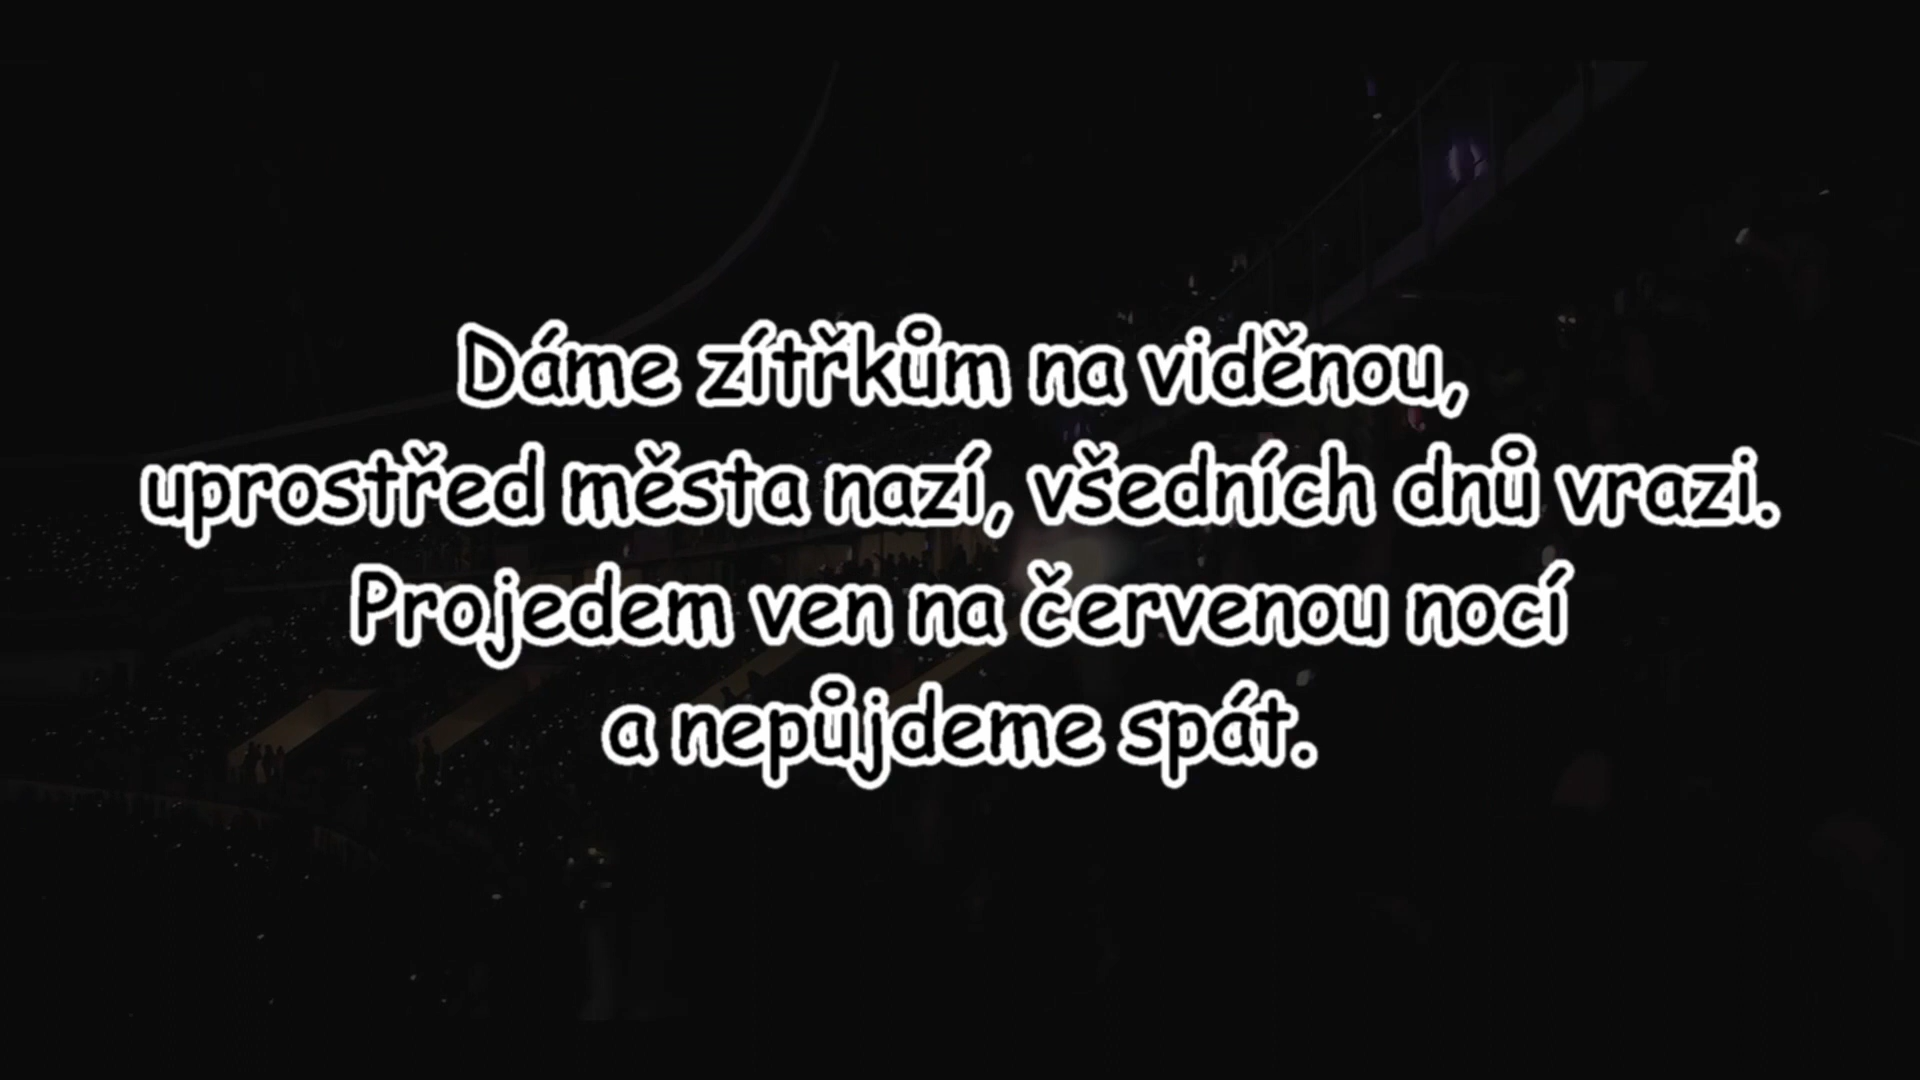 Dáme zítřkům na viděnou,
uprostřed města nazí, všedních dnů vrazi.
Projedem ven na červenou nocí
a nepůjdeme spát.